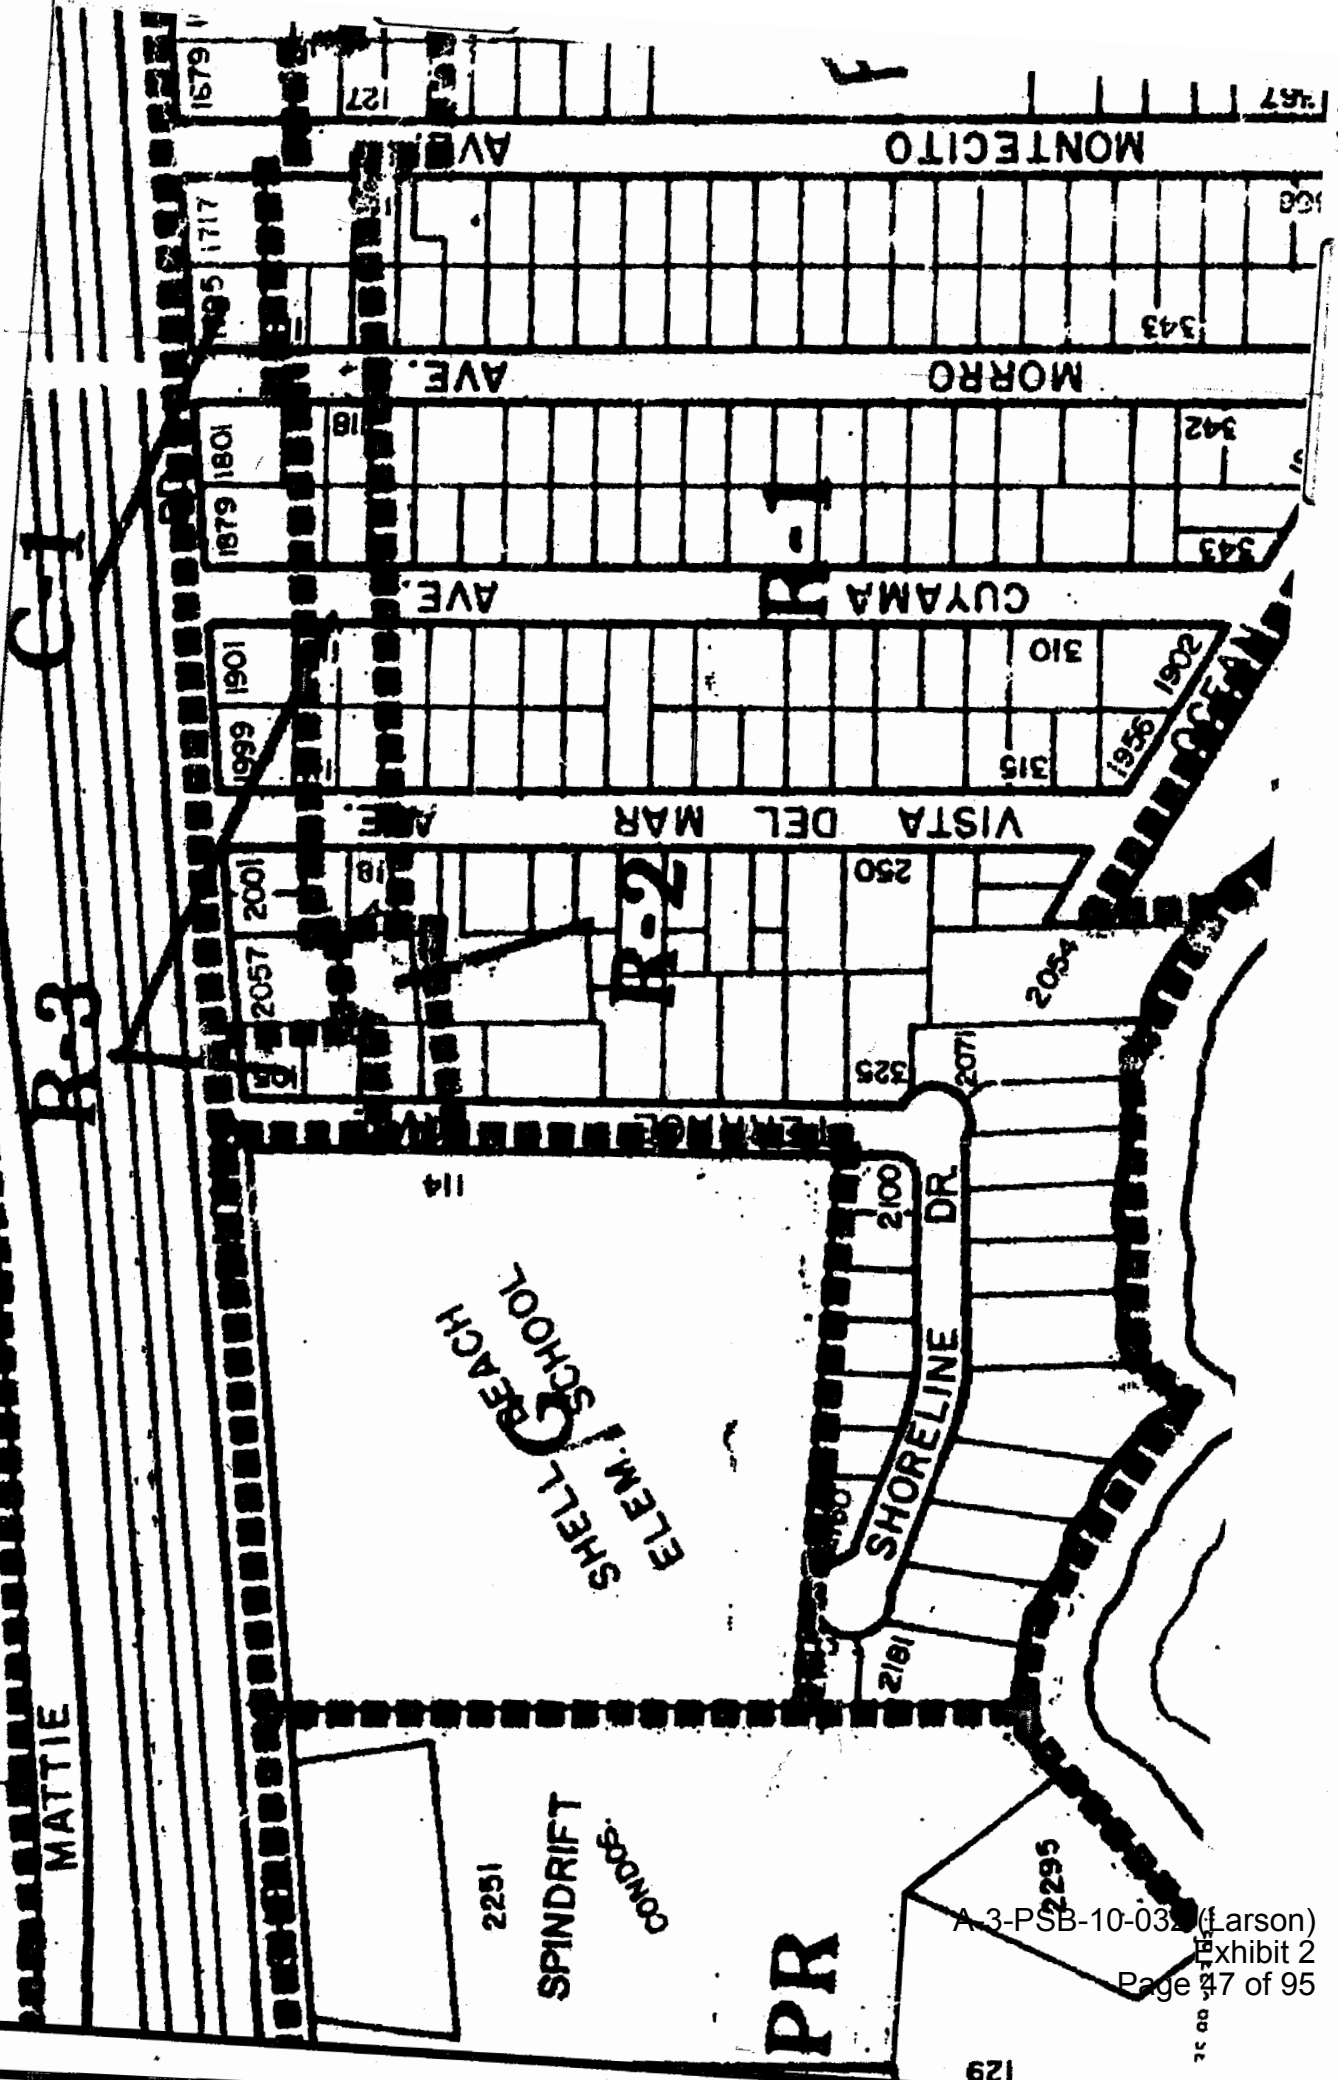 1679
127
1467
MONTECITO AVE.
1717
343
MORRO AVE.
1801
18
342
1879
343
C-1
R-1
CUYAMA AVE.
1901
310
1902
1999
315
1956
OCEAN
VISTA DEL MAR AVE.
2001
18
250
R-2
2057
2054
R-3
325
2071
114
2100
SHORELINE DR.
SHELL BEACH
ELEM. SCHOOL
G
2181
MATTIE
2251
SPINDRIFT
CONDOS.
2295
PR
129
A-3-PSB-10-032 (Larson)
Exhibit 2
Page 47 of 95